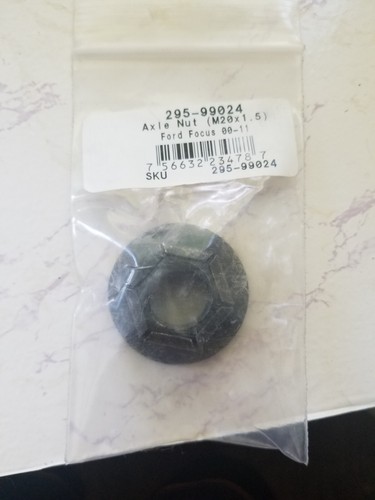 295-99024
Axle Nut (M20x1.5)
Ford Focus 00-11
7 56632 23478 7
SKU 295-99024